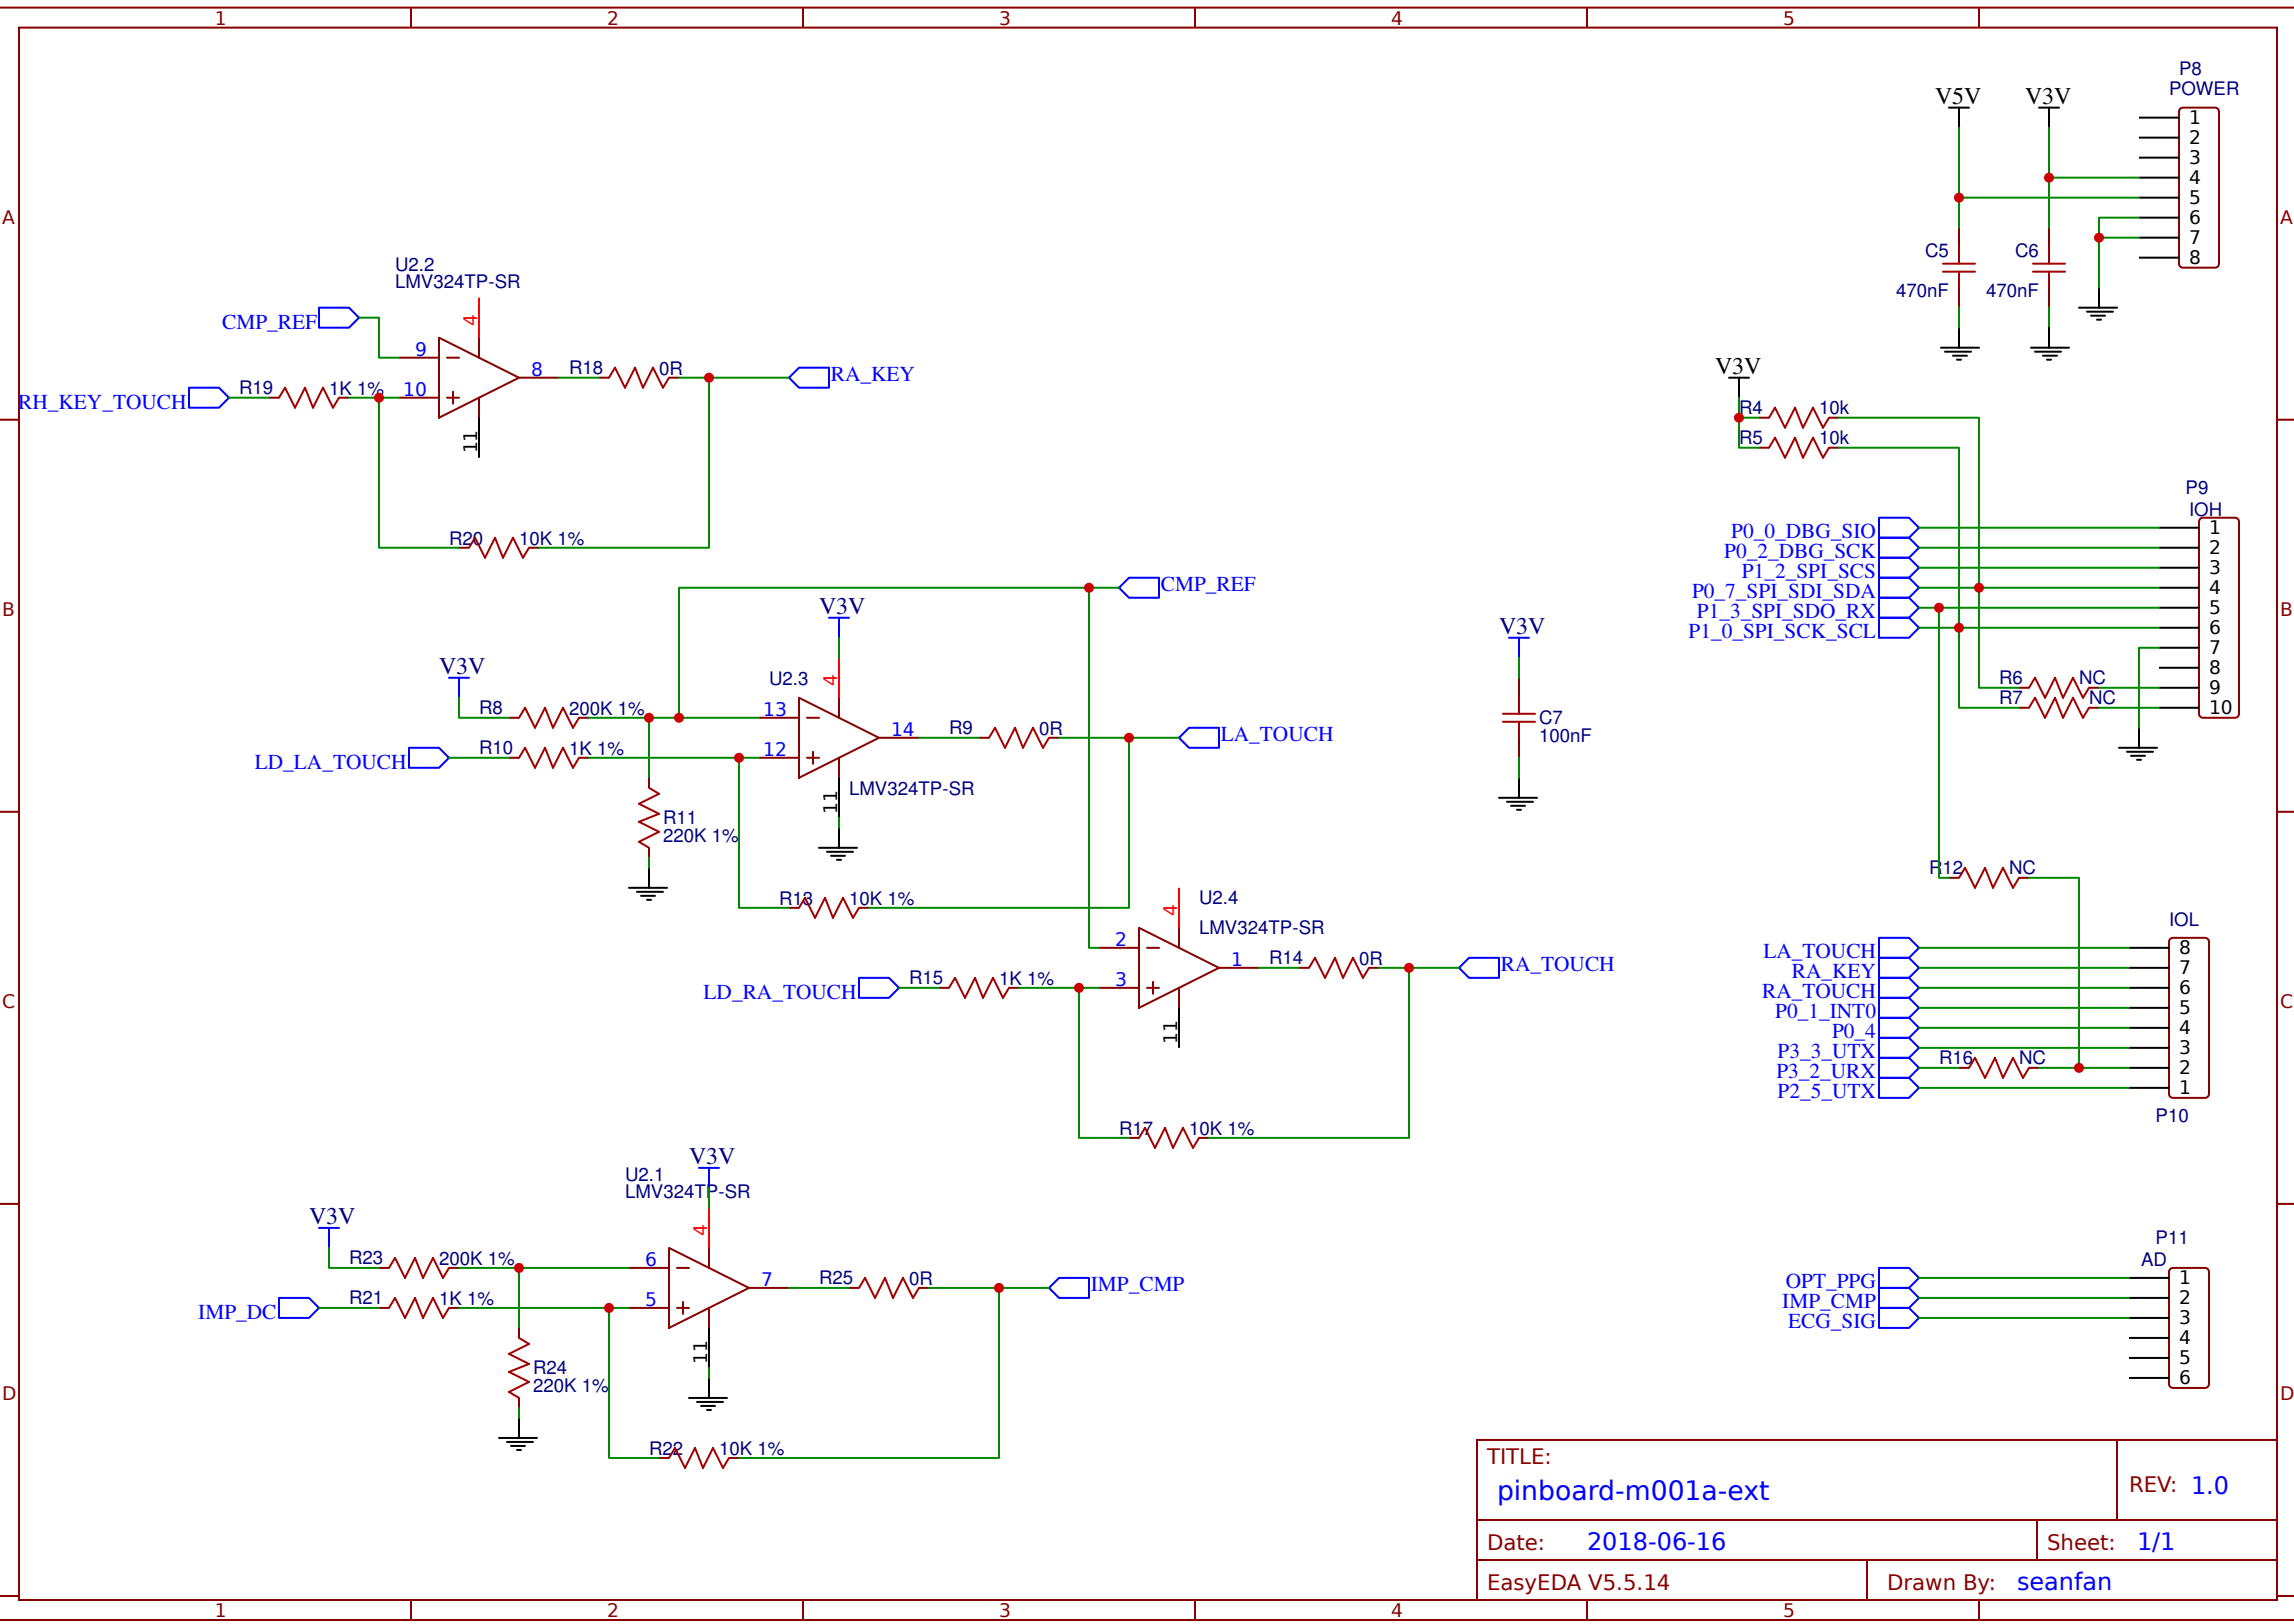 1 2 3 4 5
A A
B B
C C
D D
P8
POWER
V5V V3V
1
2
3
4
5
6
7
8
C5
470nF
C6
470nF
U2.2
LMV324TP-SR
CMP_REF
4
9
8
R18 0R
RA_KEY
RH_KEY_TOUCH
R19 1K 1%
10
11
R20 10K 1%
V3V
R4 10k
R5 10k
P9
IOH
P0_0_DBG_SIO 1
P0_2_DBG_SCK 2
P1_2_SPI_SCS 3
P0_7_SPI_SDI_SDA 4
P1_3_SPI_SDO_RX 5
P1_0_SPI_SCK_SCL 6
7
8
R6 NC 9
R7 NC 10
CMP_REF
V3V
V3V
U2.3
4
R8 200K 1% 13
14
R9 0R
LA_TOUCH
LD_LA_TOUCH
R10 1K 1% 12
11
LMV324TP-SR
R11
220K 1%
R13 10K 1%
V3V
C7
100nF
R12 NC
U2.4
LMV324TP-SR
4
2
1
R14 0R
RA_TOUCH
LD_RA_TOUCH
R15 1K 1% 3
11
R17 10K 1%
IOL
LA_TOUCH 8
RA_KEY 7
RA_TOUCH 6
P0_1_INT0 5
P0_4 4
P3_3_UTX 3
P3_2_URX R16 NC 2
P2_5_UTX 1
P10
V3V
U2.1
LMV324TP-SR
4
V3V
R23 200K 1% 6
7
R25 0R
IMP_CMP
IMP_DC
R21 1K 1% 5
11
R24
220K 1%
R22 10K 1%
P11
AD
OPT_PPG 1
IMP_CMP 2
ECG_SIG 3
4
5
6
TITLE:
pinboard-m001a-ext
REV: 1.0
Date: 2018-06-16
Sheet: 1/1
EasyEDA V5.5.14
Drawn By: seanfan
1 2 3 4 5